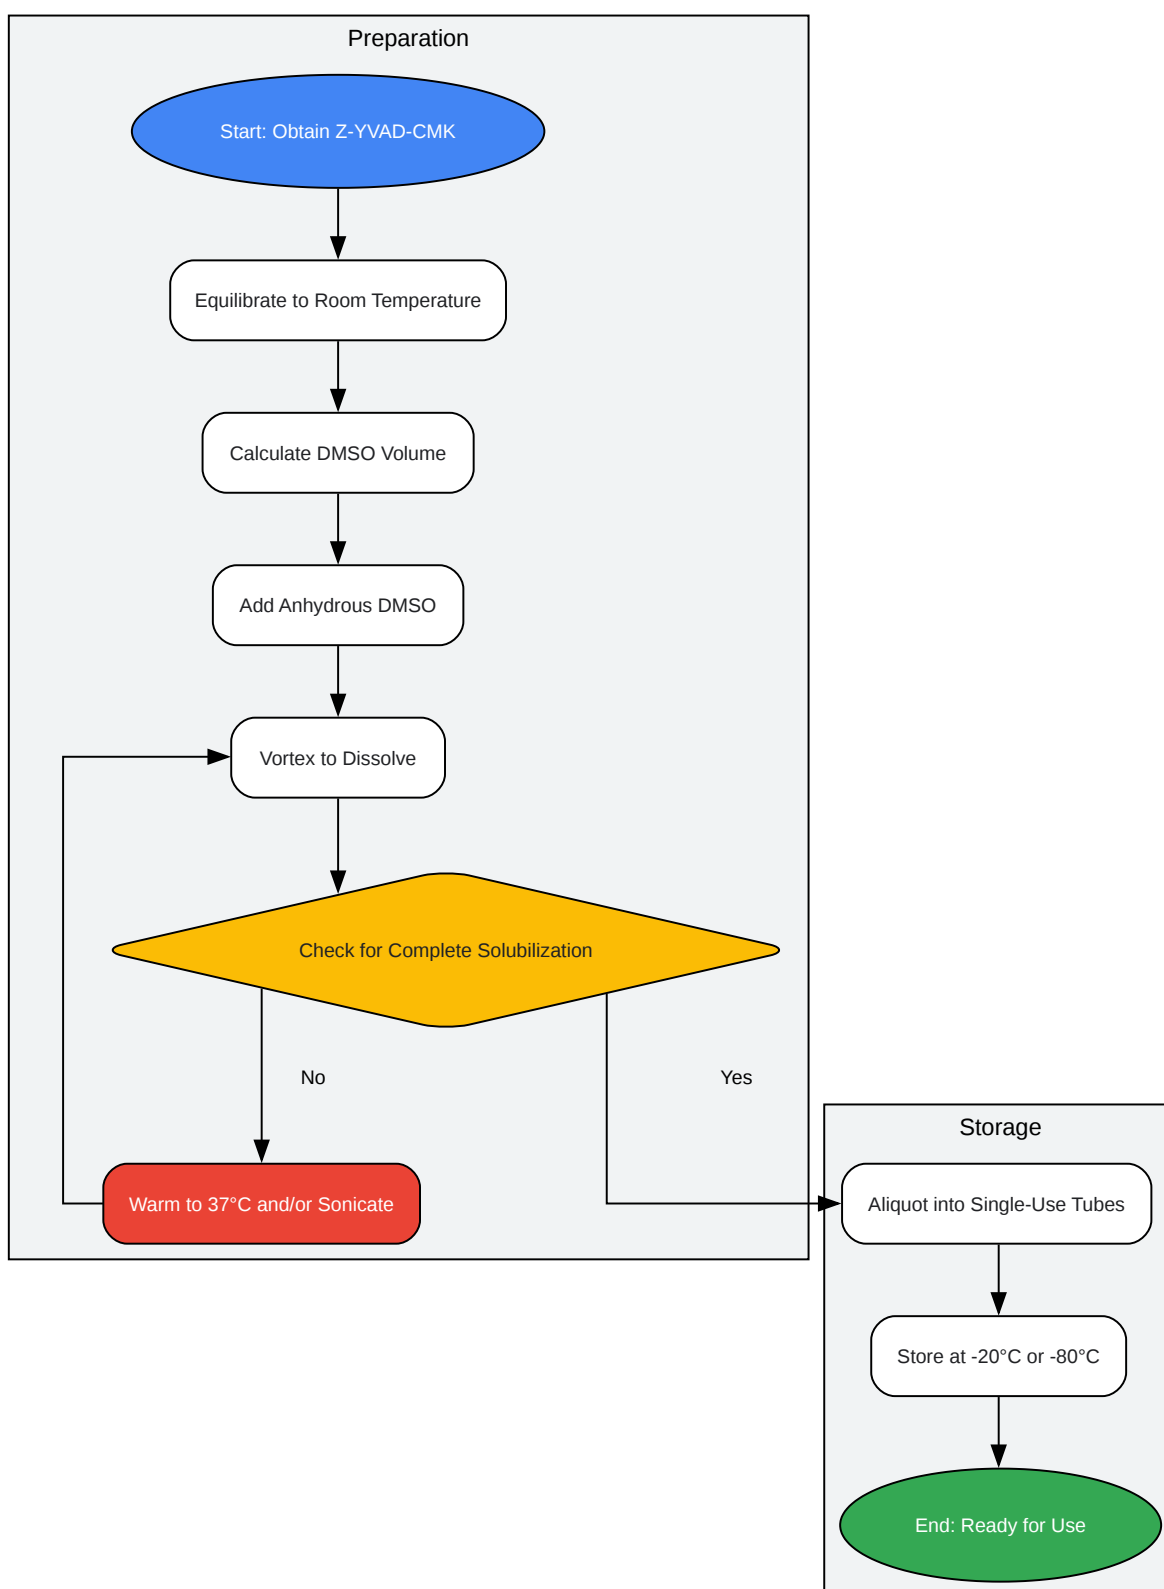 Preparation
Start: Obtain Z-YVAD-CMK
Equilibrate to Room Temperature
Calculate DMSO Volume
Add Anhydrous DMSO
Vortex to Dissolve
Check for Complete Solubilization
No
Yes
Warm to 37°C and/or Sonicate
Storage
Aliquot into Single-Use Tubes
Store at -20°C or -80°C
End: Ready for Use